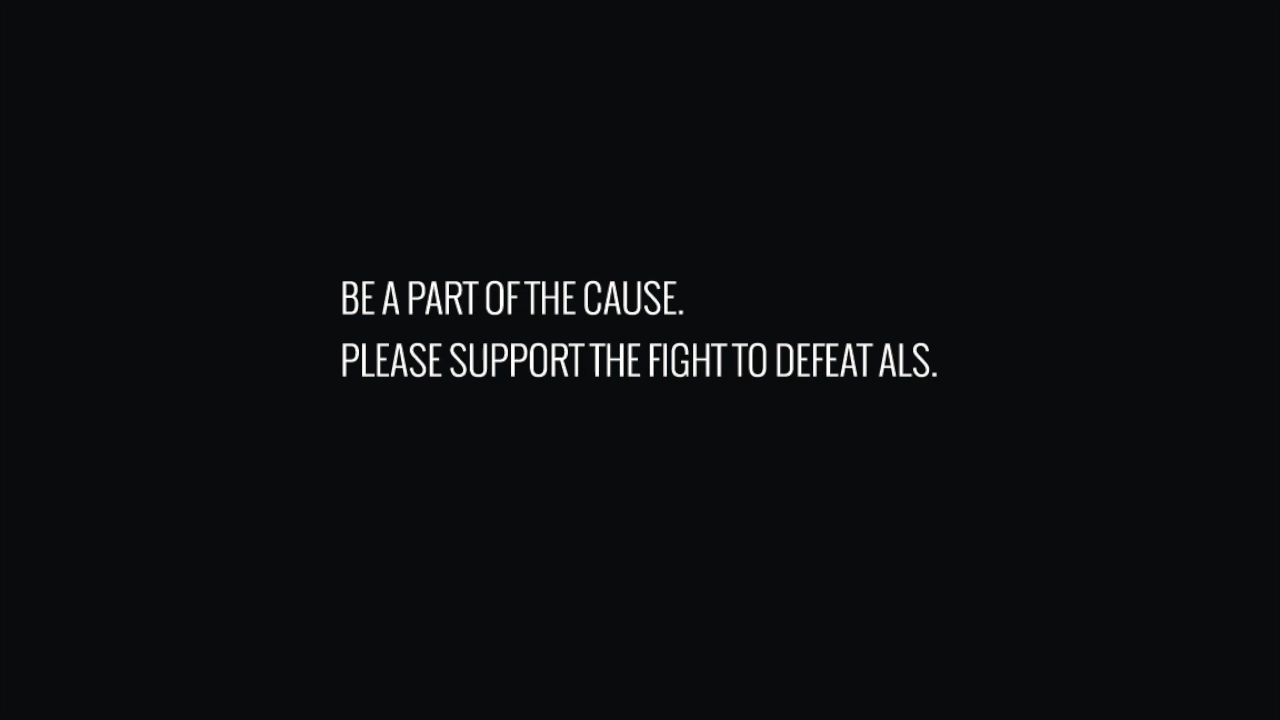 BE A PART OF THE CAUSE.
PLEASE SUPPORT THE FIGHT TO DEFEAT ALS.